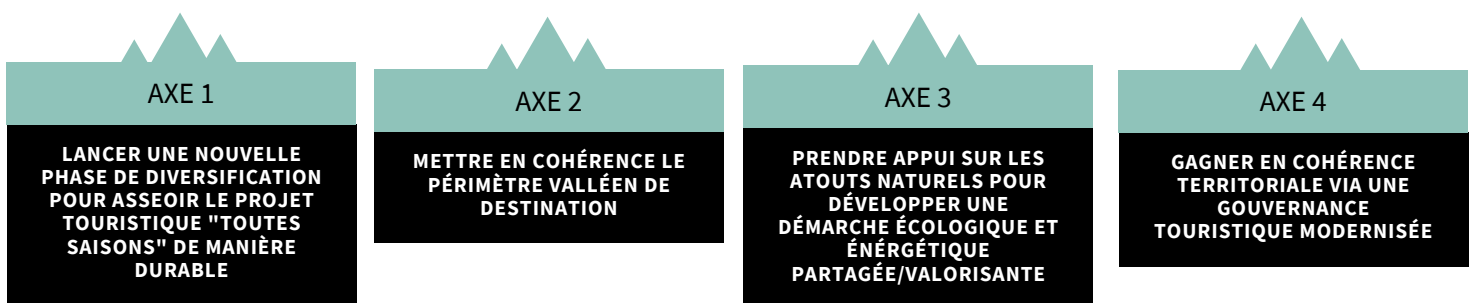 AXE 1
LANCER UNE NOUVELLE
PHASE DE DIVERSIFICATION
POUR ASSEOIR LE PROJET
TOURISTIQUE "TOUTES
SAISONS" DE MANIÈRE
DURABLE
AXE 2
METTRE EN COHÉRENCE LE
PÉRIMÈTRE VALLÉEN DE
DESTINATION
AXE 3
PRENDRE APPUI SUR LES
ATOUTS NATURELS POUR
DÉVELOPPER UNE
DÉMARCHE ÉCOLOGIQUE ET
ÉNÉRGÉTIQUE
PARTAGÉE/VALORISANTE
AXE 4
GAGNER EN COHÉRENCE
TERRITORIALE VIA UNE
GOUVERNANCE
TOURISTIQUE MODERNISÉE